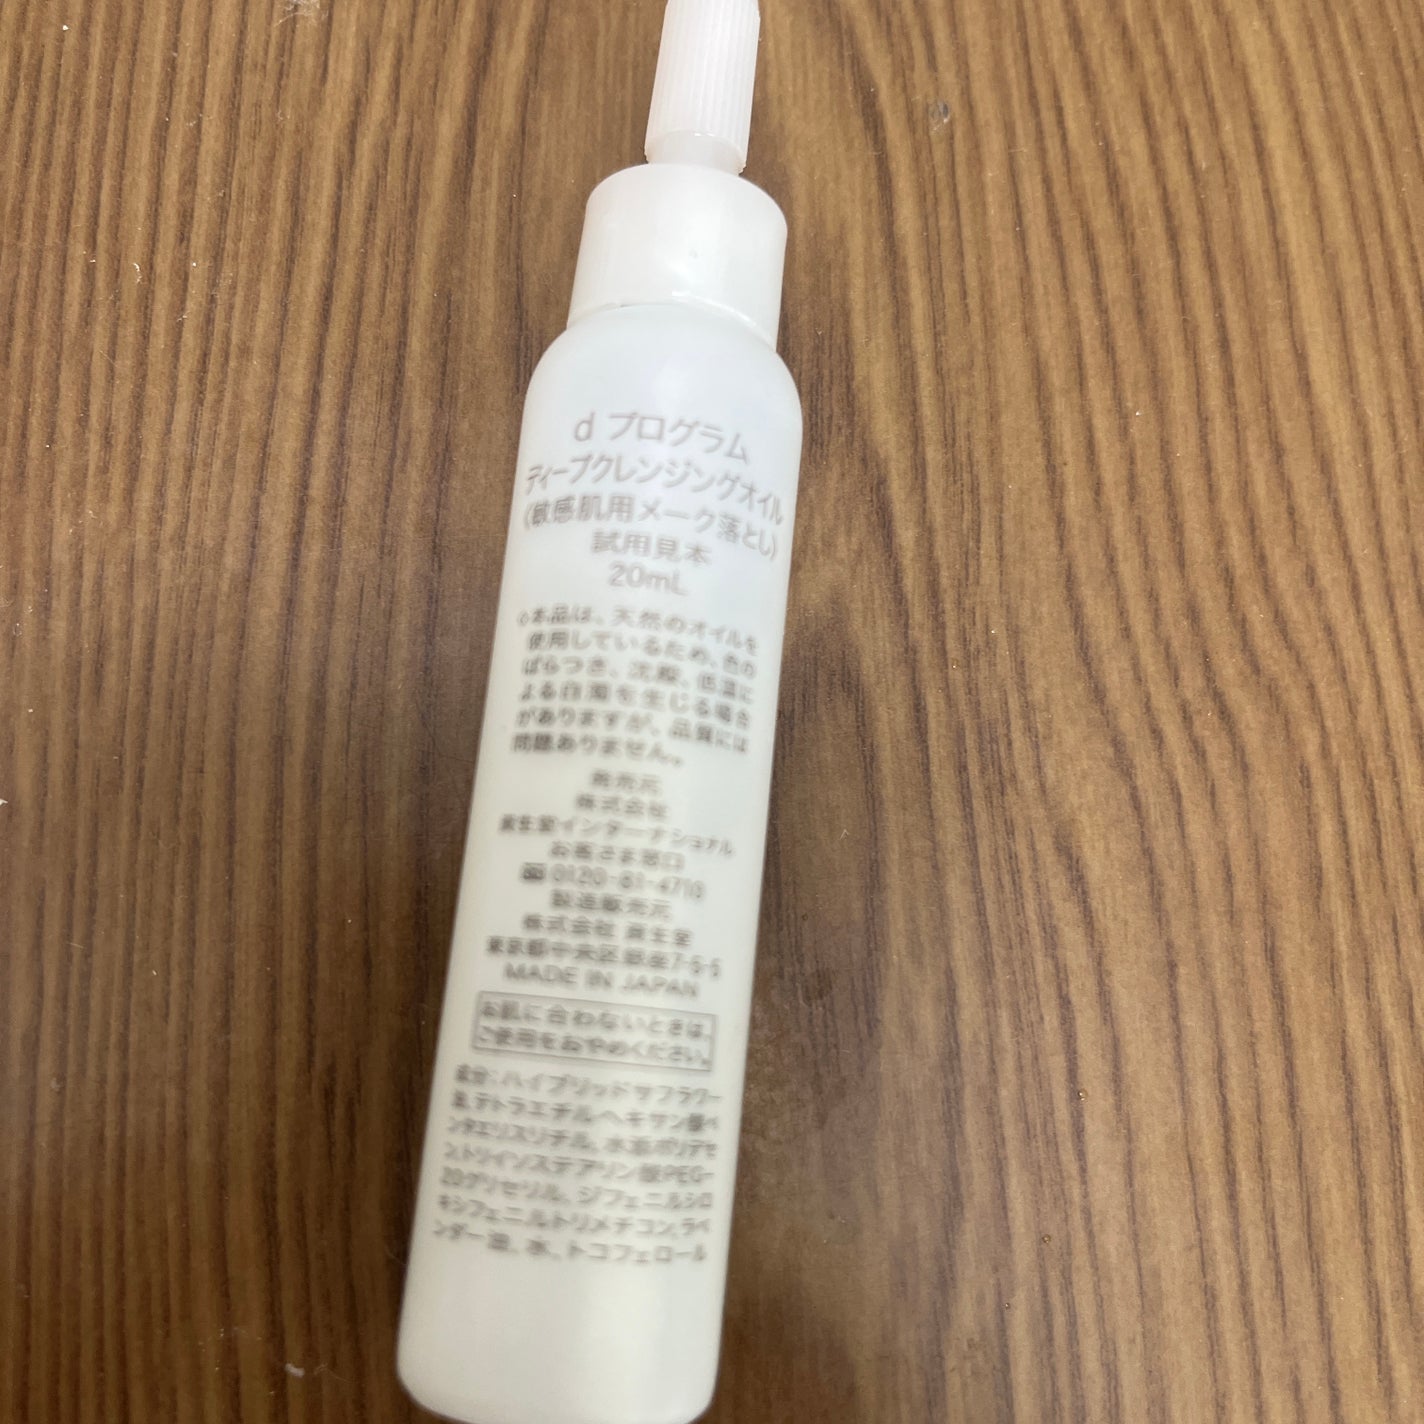 d プログラム
ディープクレンジングオイル
(敏感肌用メーク落とし)
試用見本
20mL
◇本品は、天然のオイルを
使用しているため、色の
ばらつき、沈殿、低温に
よる白濁を生じる場合
がありますが、品質には
問題ありません。
発売元
株式会社
資生堂インターナショナル
お客さま窓口
0120-81-4710
製造販売元
株式会社 資生堂
東京都中央区銀座7-5-5
MADE IN JAPAN
お肌に合わないときは、
ご使用をおやめください。
成分:ハイブリッドサフラワー
油,テトラエチルヘキサン酸ペ
ンタエリスリチル、水添ポリデセ
ン,トリイソステアリン酸PEG-
20グリセリル、ジフェニルシロ
キシフェニルトリメチコン,ラベ
ンダー油、水、トコフェロール